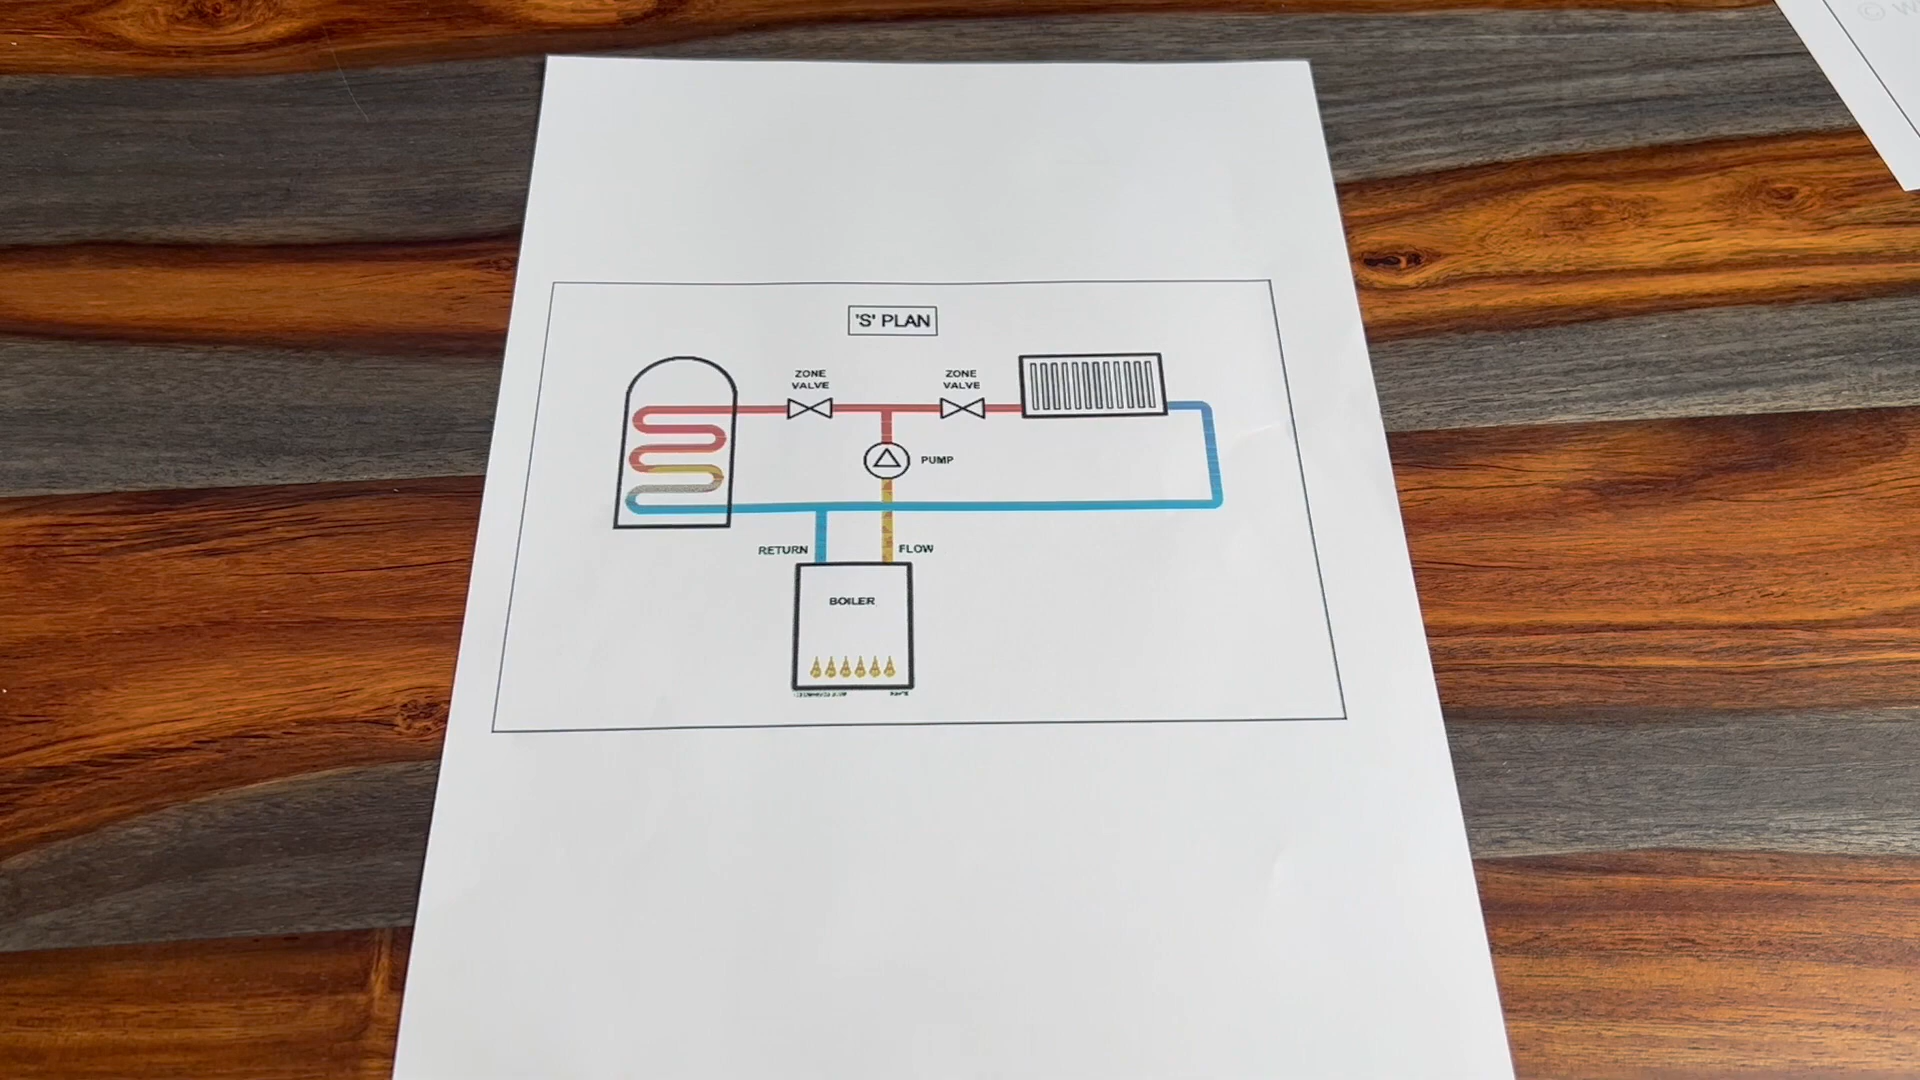 'S' PLAN
ZONE
VALVE
ZONE
VALVE
PUMP
RETURN
FLOW
BOILER